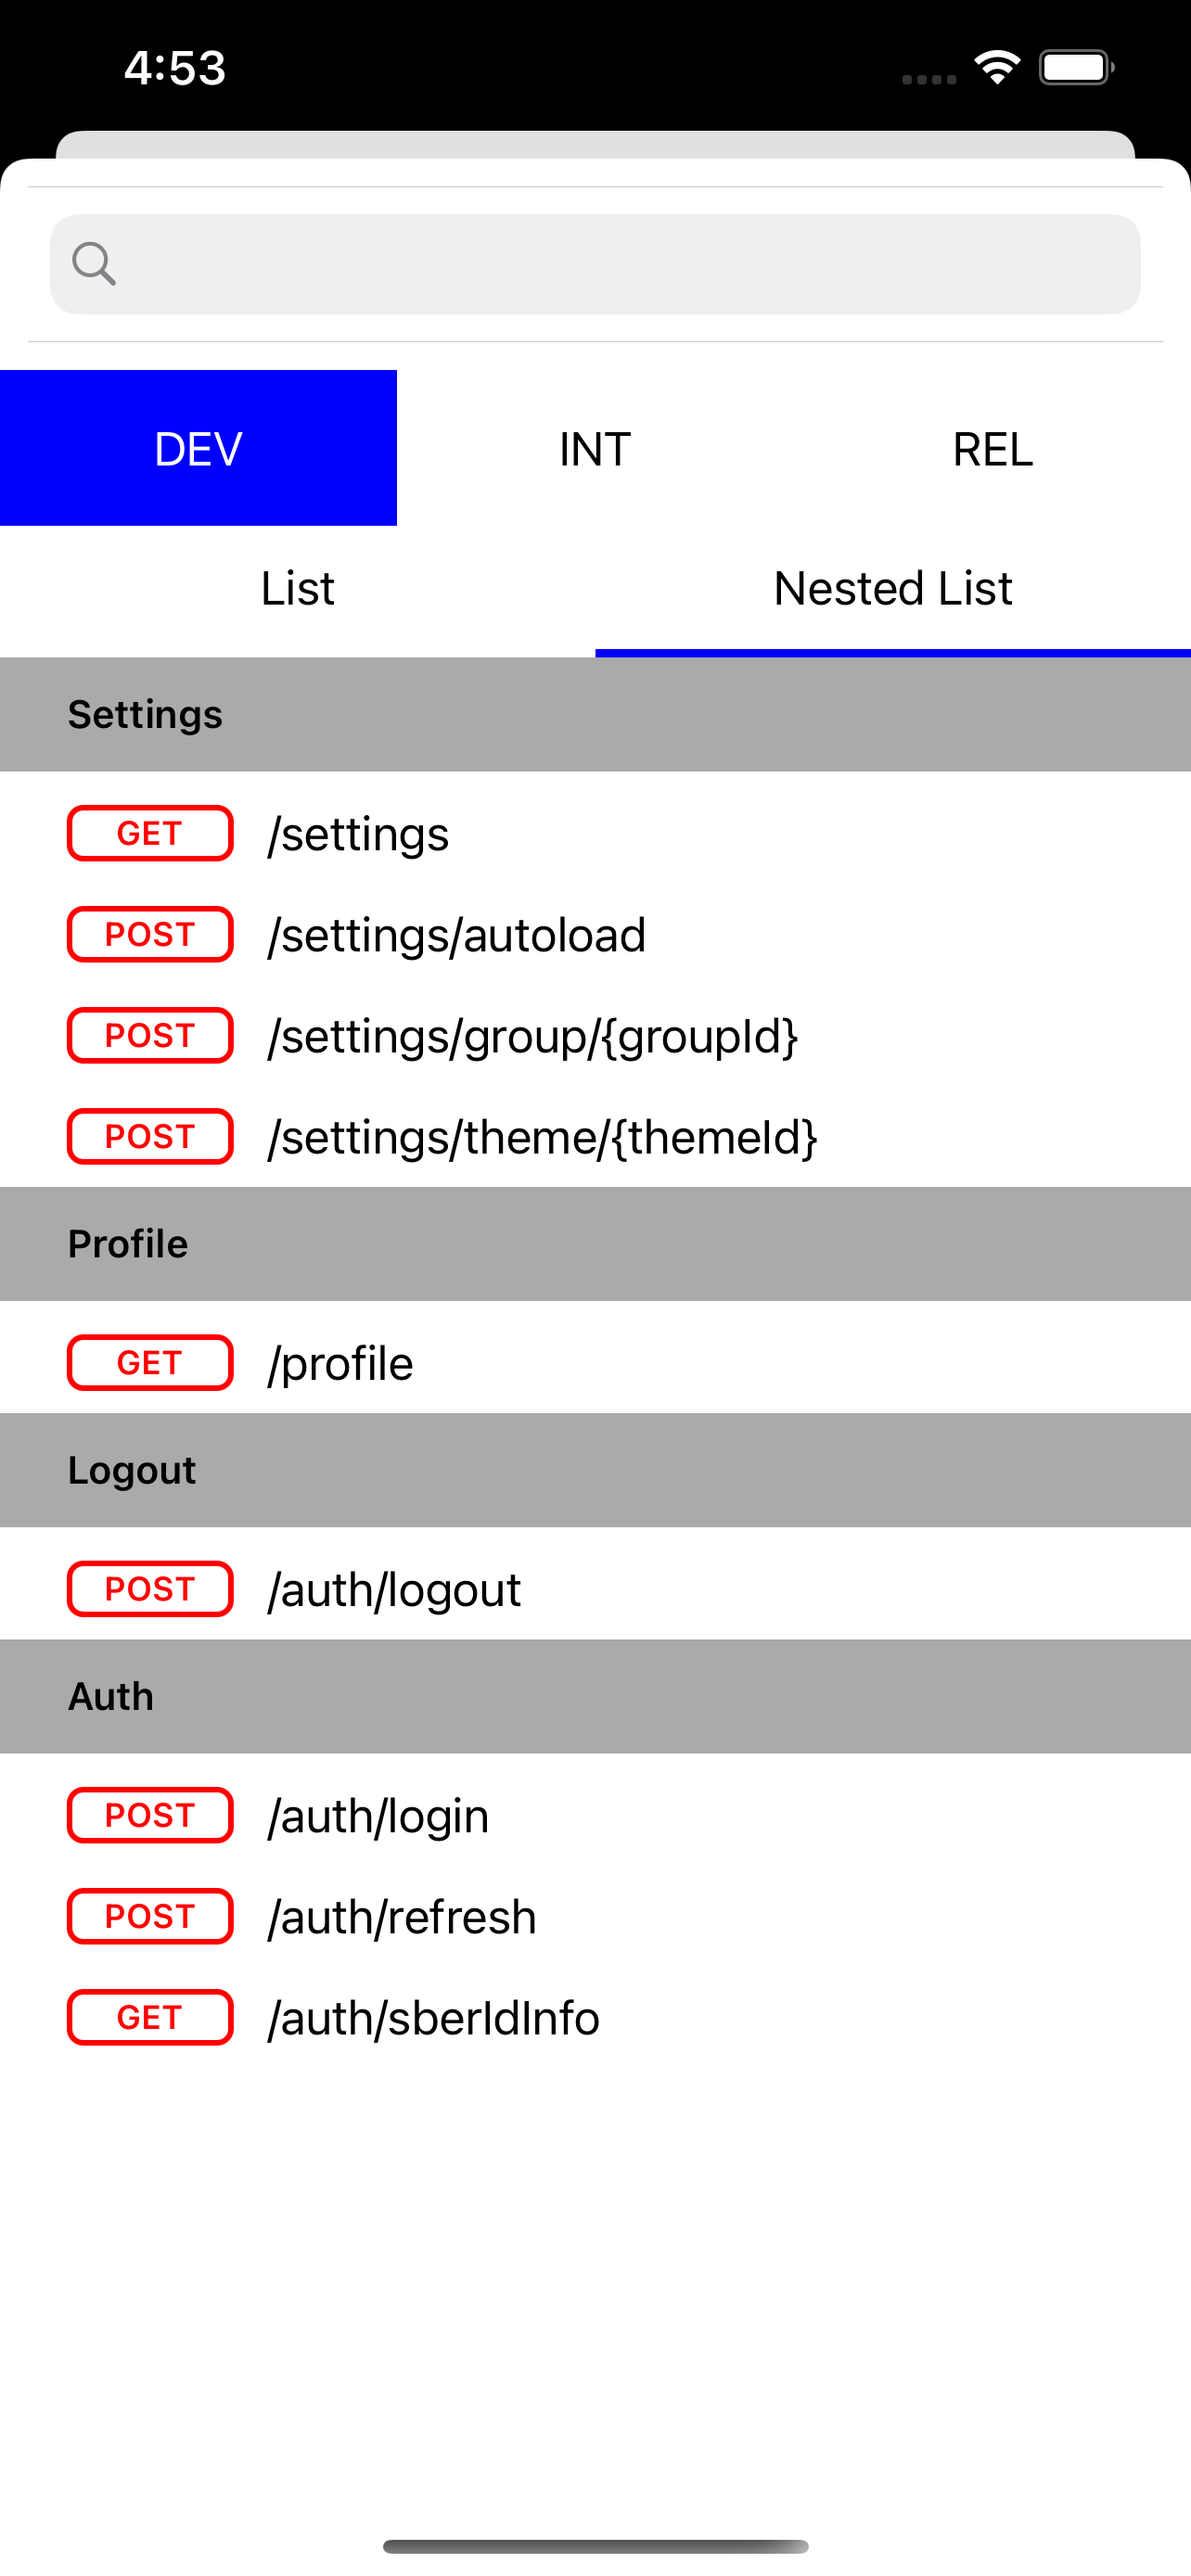 4:53
DEV INT REL
List Nested List
Settings
GET /settings
POST /settings/autoload
POST /settings/group/{groupId}
POST /settings/theme/{themeId}
Profile
GET /profile
Logout
POST /auth/logout
Auth
POST /auth/login
POST /auth/refresh
GET /auth/sberIdInfo